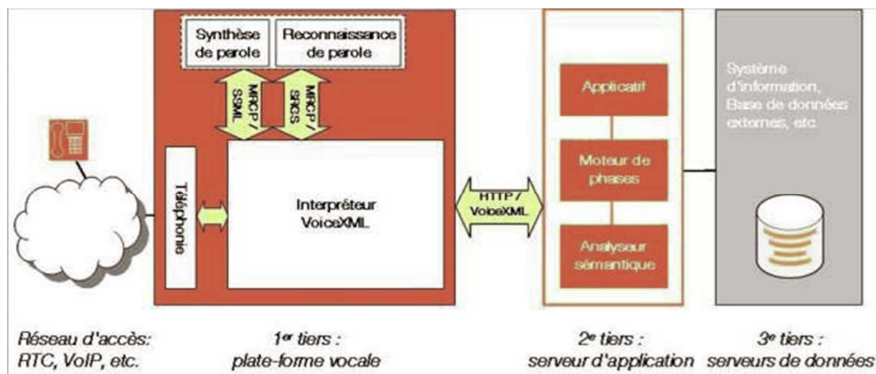 Synthèse
de parole
Reconnaissance
de parole
MRCP /
SSML
MRCP /
SRGS
Téléphonie
Interpréteur
VoiceXML
HTTP /
VoiceXML
Applicatif
Moteur de
phases
Analyseur
sémantique
Système
d'information,
Base de données
externes, etc.
Réseau d'accès:
RTC, VoIP, etc.
1er tiers :
plate-forme vocale
2e tiers :
serveur d'application
3e tiers :
serveurs de données